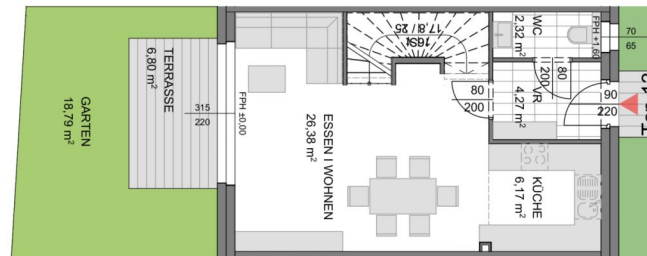 GARTEN
18,79 m²
TERRASSE
6,80 m²
315
220
FPH ±0,00
ESSEN I WOHNEN
26,38 m²
16St
17.8 / 25
WC
2,32 m²
FPH +1,60
70
65
80
200
VR
4,27 m²
80
200
90
220
KÜCHE
6,17 m²